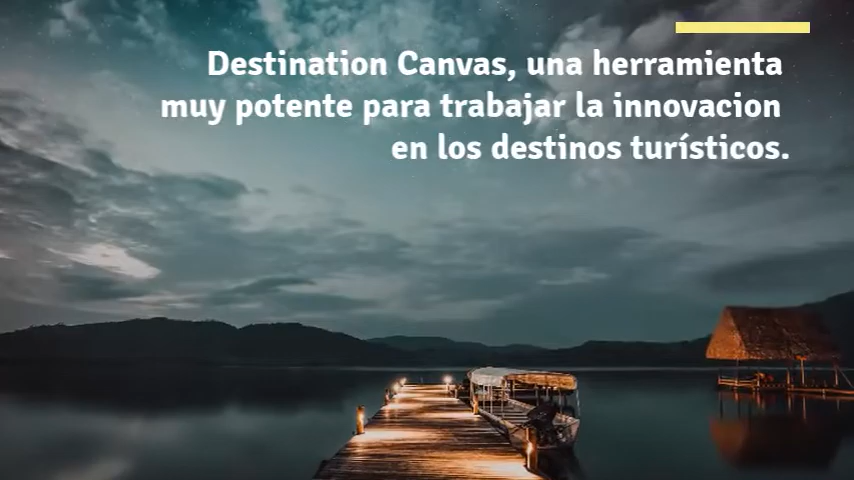 Destination Canvas, una herramienta
muy potente para trabajar la innovacion
en los destinos turísticos.